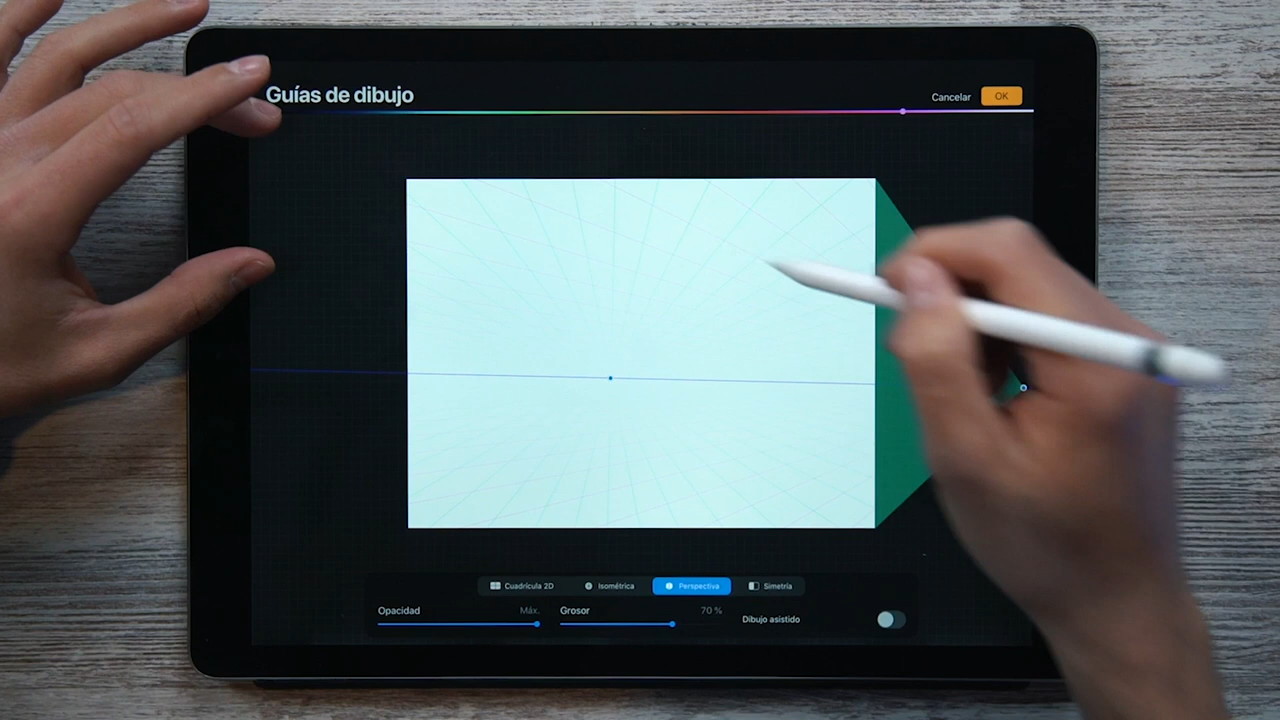 Guías de dibujo
Cancelar OK
Cuadrícula 2D Isométrica Perspectiva Simetría
Opacidad Máx. Grosor 70 %
Dibujo asistido